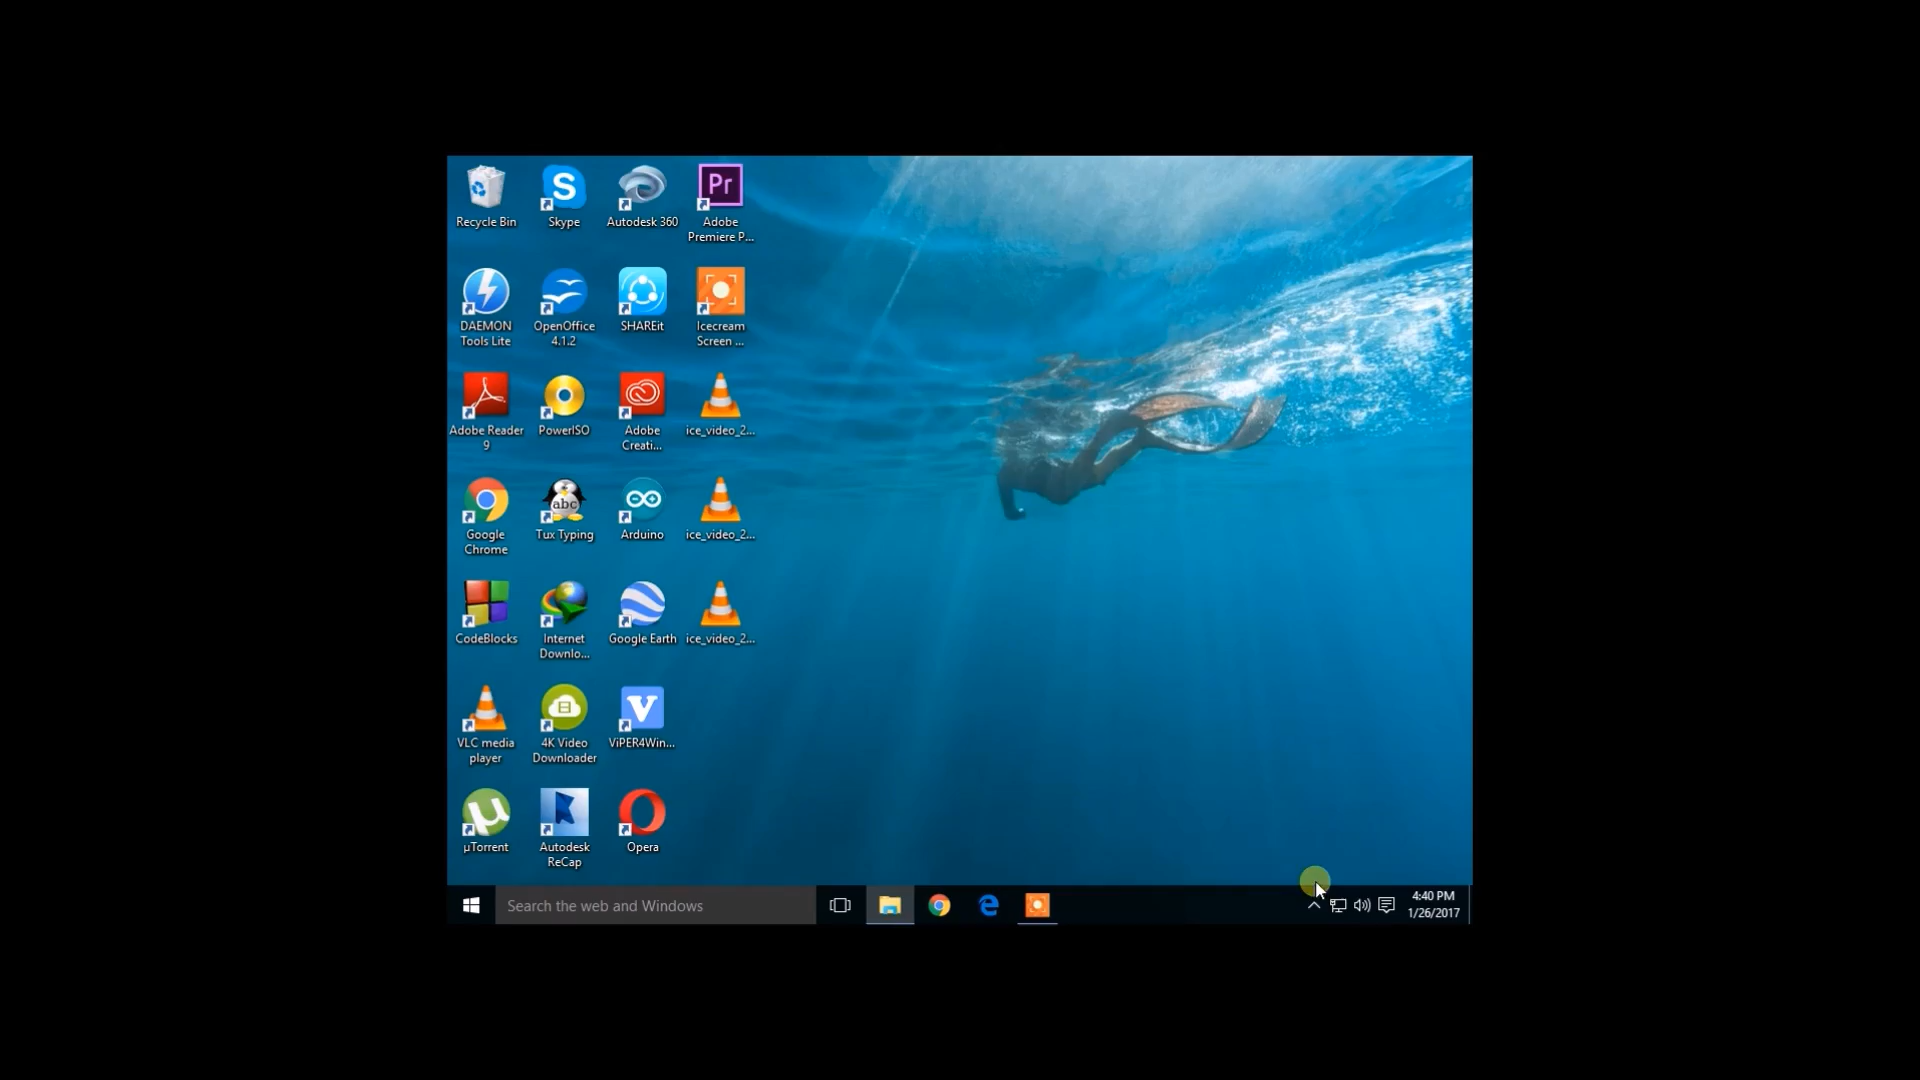 Recycle Bin
Skype
Autodesk 360
Pr
Adobe
Premiere P...
DAEMON
Tools Lite
OpenOffice
4.1.2
SHAREit
Icecream
Screen ...
Adobe Reader
9
PowerISO
Adobe
Creati...
ice_video_2...
Google
Chrome
abc
Tux Typing
Arduino
ice_video_2...
CodeBlocks
Internet
Downlo...
Google Earth
ice_video_2...
VLC media
player
4K Video
Downloader
V
ViPER4Win...
µTorrent
Autodesk
ReCap
Opera
Search the web and Windows
4:40 PM
1/26/2017